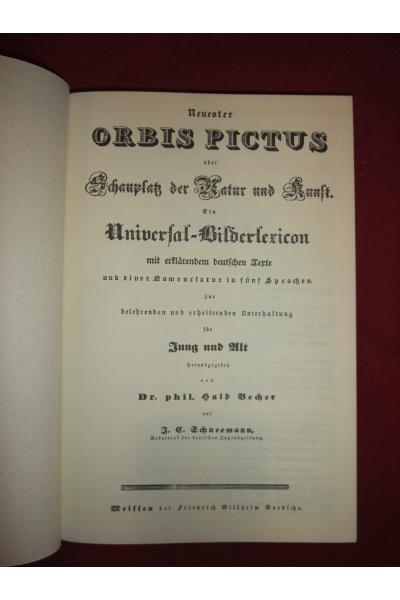 Neuester
ORBIS PICTUS
oder
Schauplatz der Natur und Kunst.
Ein
Universal-Bilderlexicon
mit erklärendem deutschen Texte
und einer Nomenclatur in fünf Sprachen.
Zur
belehrenden und erheiternden Unterhaltung
für
Jung und Alt
herausgegeben
von
Dr. phil. Huld Becher
und
J. C. Schneemann,
Redacteur der deutschen Jugendzeitung.
Meissen bei Friedrich Wilhelm Goedsche.